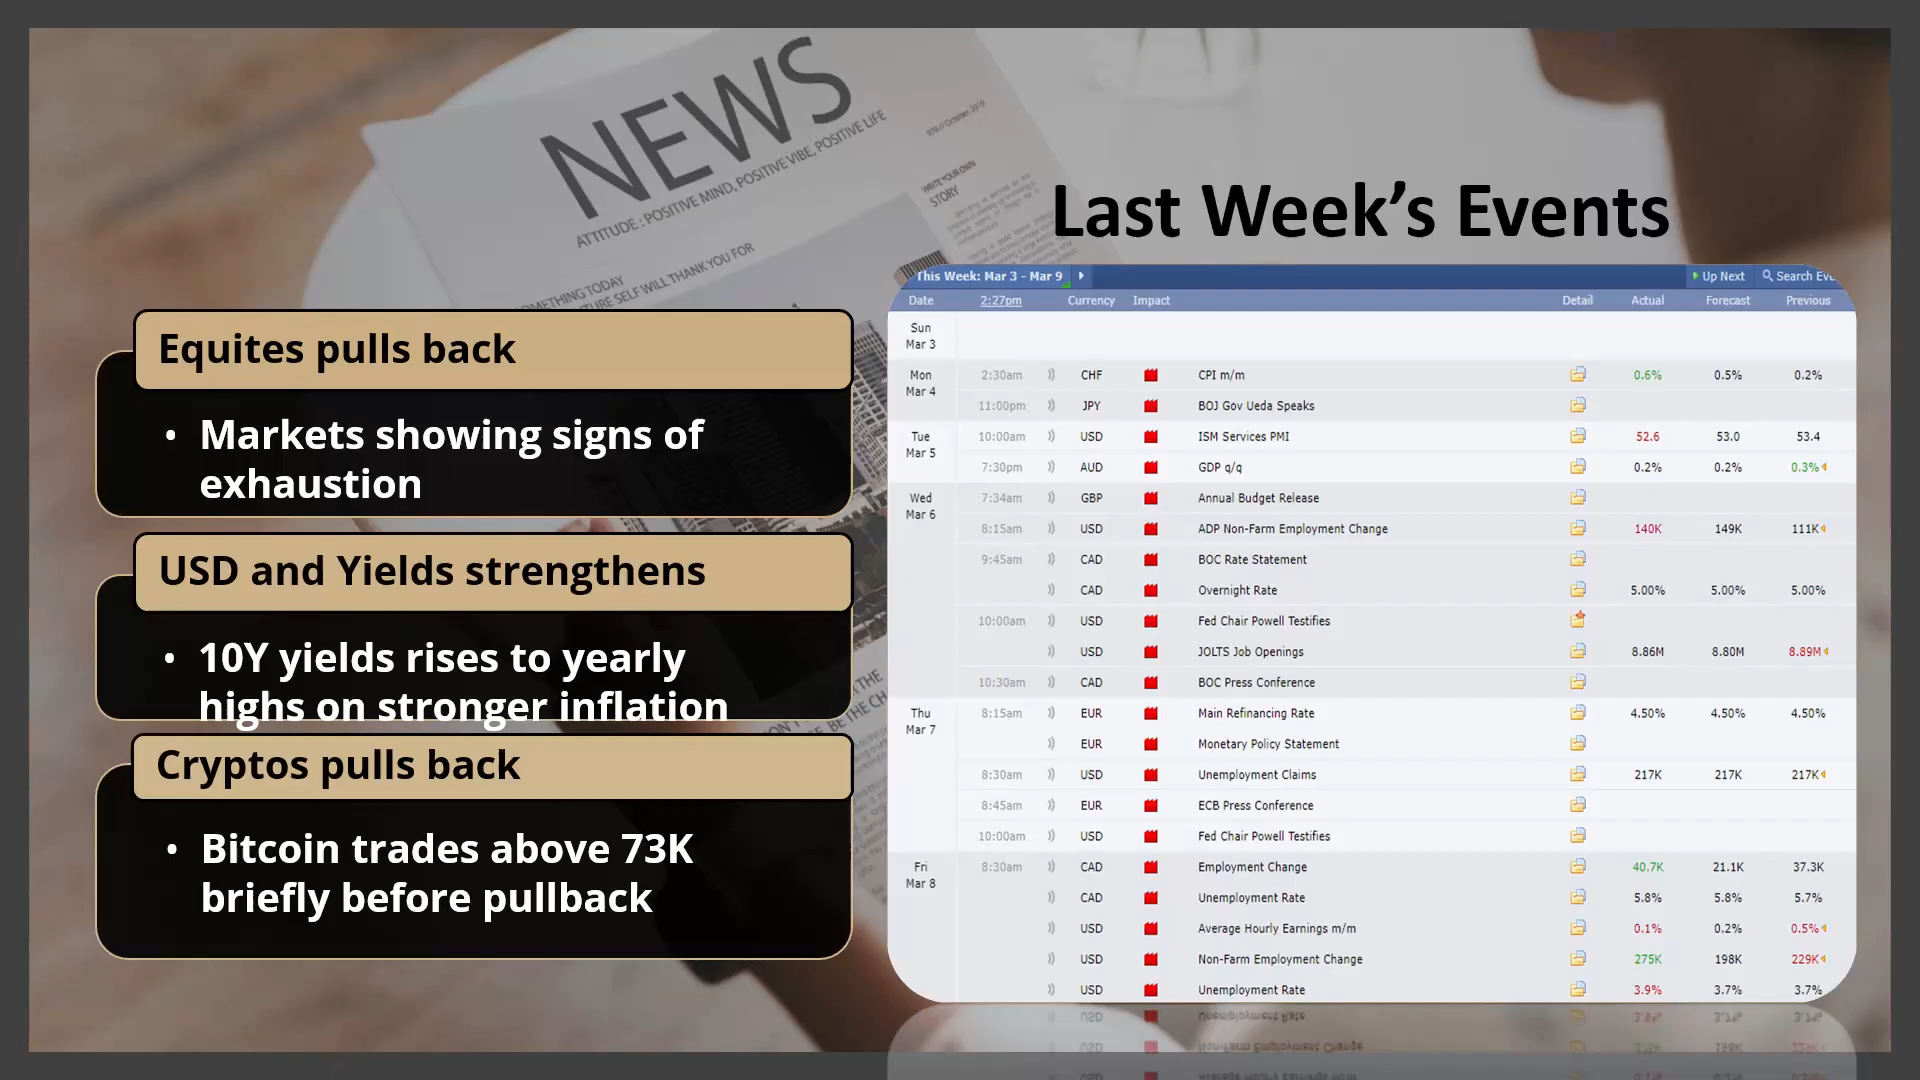 NEWS
ATTITUDE : POSITIVE MIND, POSITIVE VIBE, POSITIVE LIFE
WRITE YOUR OWN
STORY
SELF WILL THANK YOU FOR
Last Week’s Events
Equites pulls back
• Markets showing signs of
exhaustion
USD and Yields strengthens
• 10Y yields rises to yearly
highs on stronger inflation
Cryptos pulls back
• Bitcoin trades above 73K
briefly before pullback
This Week: Mar 3 - Mar 9 Up Next Search Eve
Date 2:27pm Currency Impact Detail Actual Forecast Previous
Sun
Mar 3
Mon
Mar 4
2:30am CHF CPI m/m 0.6% 0.5% 0.2%
11:00pm JPY BOJ Gov Ueda Speaks
Tue
Mar 5
10:00am USD ISM Services PMI 52.6 53.0 53.4
7:30pm AUD GDP q/q 0.2% 0.2% 0.3%
Wed
Mar 6
7:34am GBP Annual Budget Release
8:15am USD ADP Non-Farm Employment Change 140K 149K 111K
9:45am CAD BOC Rate Statement
CAD Overnight Rate 5.00% 5.00% 5.00%
10:00am USD Fed Chair Powell Testifies
USD JOLTS Job Openings 8.86M 8.80M 8.89M
10:30am CAD BOC Press Conference
Thu
Mar 7
8:15am EUR Main Refinancing Rate 4.50% 4.50% 4.50%
EUR Monetary Policy Statement
8:30am USD Unemployment Claims 217K 217K 217K
8:45am EUR ECB Press Conference
10:00am USD Fed Chair Powell Testifies
Fri
Mar 8
8:30am CAD Employment Change 40.7K 21.1K 37.3K
CAD Unemployment Rate 5.8% 5.8% 5.7%
USD Average Hourly Earnings m/m 0.1% 0.2% 0.5%
USD Non-Farm Employment Change 275K 198K 229K
USD Unemployment Rate 3.9% 3.7% 3.7%